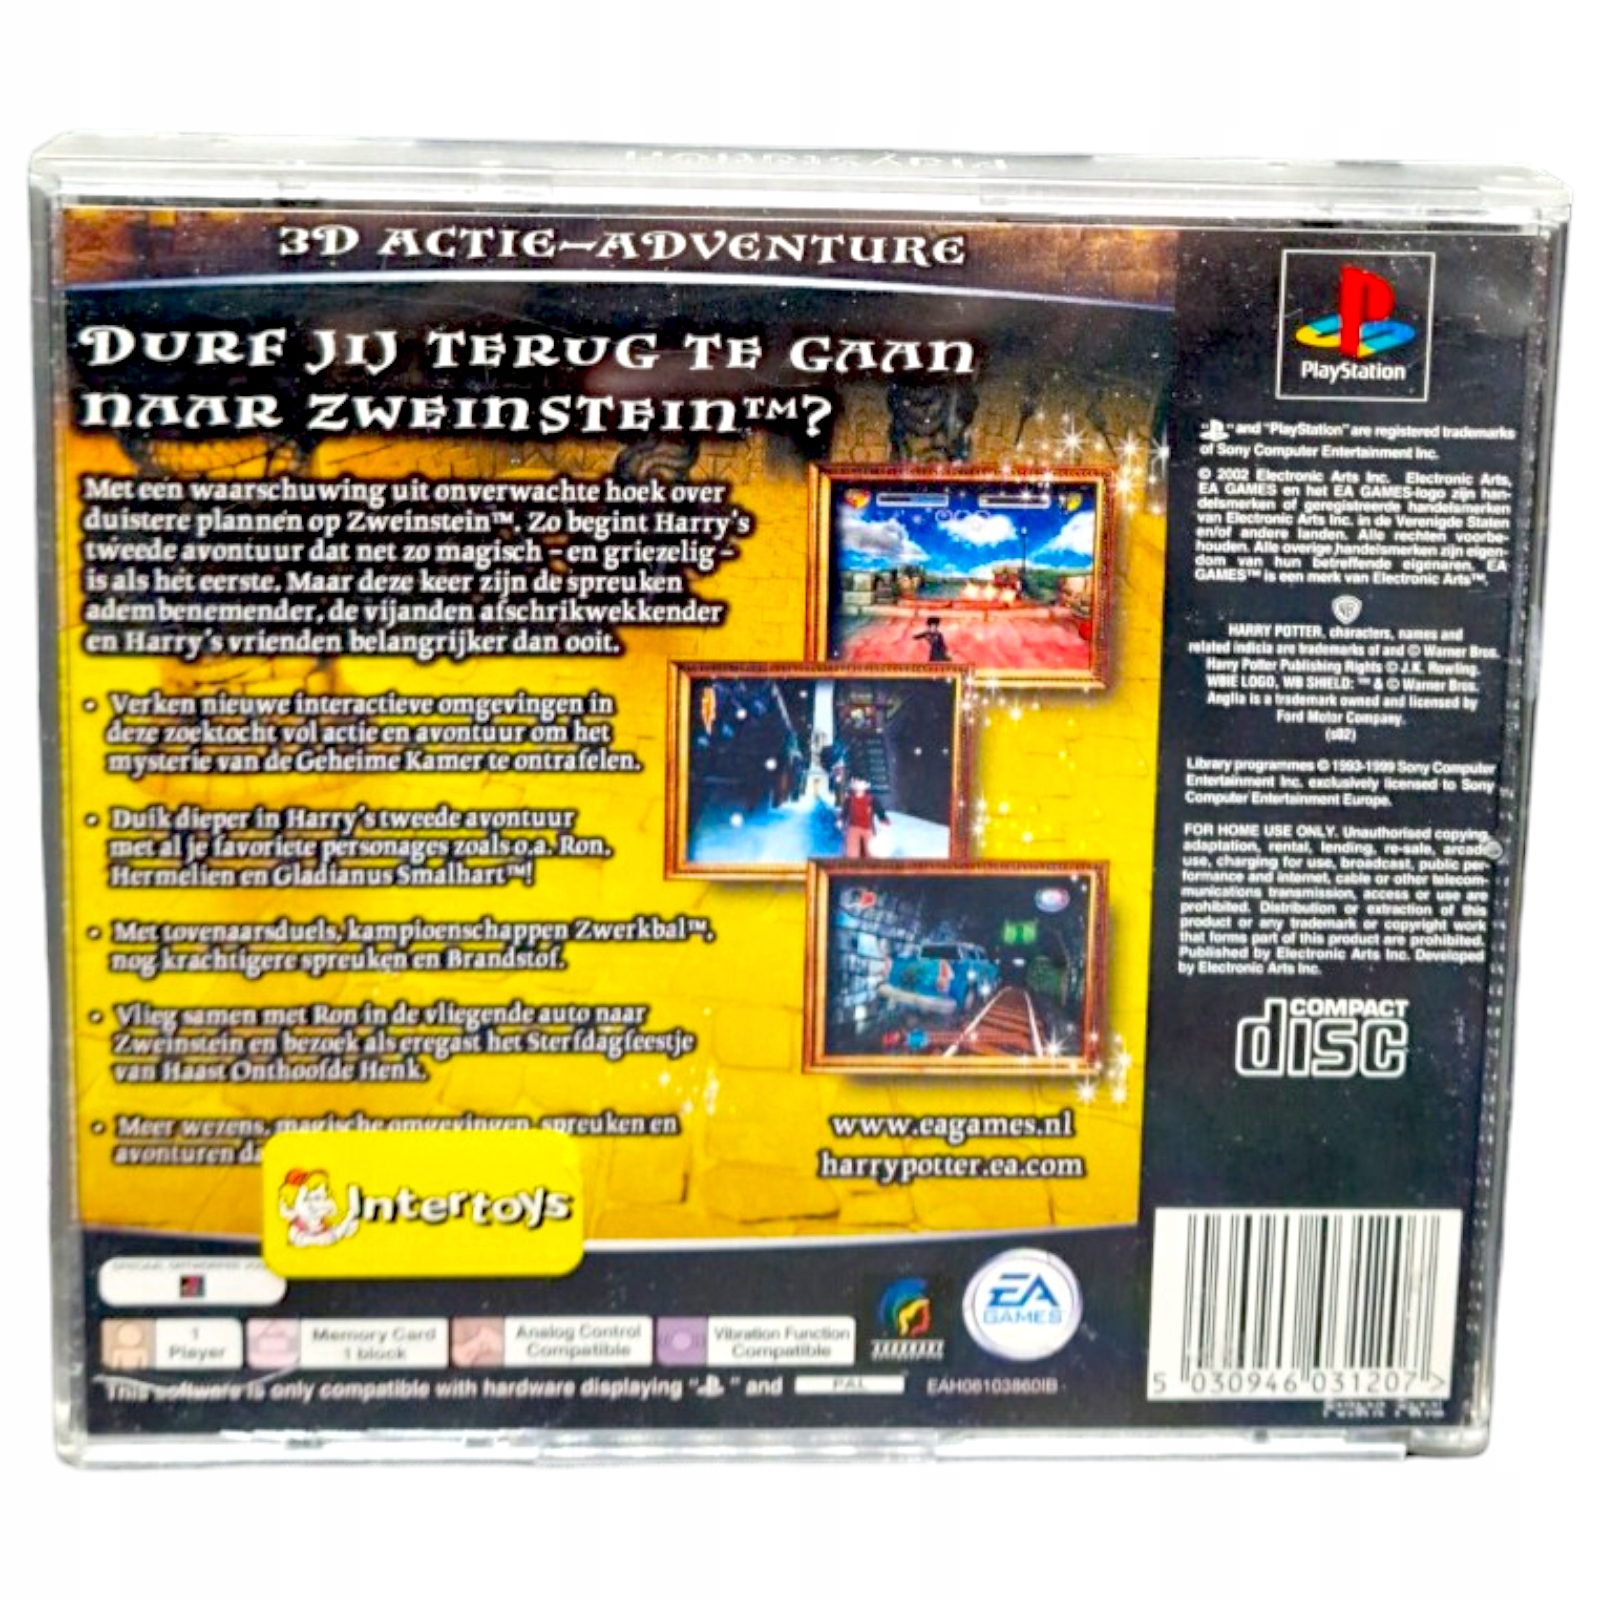 3D ACTIE-ADVENTURE
DURF JIJ TERUG TE GAAN
NAAR ZWEINSTEIN™?
Met een waarschuwing uit onverwachte hoek over
duistere plannen op Zweinstein™. Zo begint Harry's
tweede avontuur dat net zo magisch – en griezelig –
is als het eerste. Maar deze keer zijn de spreuken
adembenemender, de vijanden afschrikwekkender
en Harry's vrienden belangrijker dan ooit.
• Verken nieuwe interactieve omgevingen in
deze zoektocht vol actie en avontuur om het
mysterie van de Geheime Kamer te ontrafelen.
• Duik dieper in Harry's tweede avontuur
met al je favoriete personages zoals o.a. Ron,
Hermelien en Gladianus Smalhart™!
• Met tovenaarsduels, kampioenschappen Zwerkbal™,
nog krachtigere spreuken en Brandstof.
• Vlieg samen met Ron in de vliegende auto naar
Zweinstein en bezoek als eregast het Sterfdagfeestje
van Haast Onthoofde Henk.
• Meer wezens, magische omgevingen, spreuken en
avonturen
Intertoys
www.eagames.nl
harrypotter.ea.com
1
Player
Memory Card
1 block
Analog Control
Compatible
Vibration Function
Compatible
EA
GAMES
This software is only compatible with hardware displaying " " and PAL
EAH06103860IB
PlayStation
" " and "PlayStation" are registered trademarks
of Sony Computer Entertainment Inc.
© 2002 Electronic Arts Inc. Electronic Arts,
EA GAMES en het EA GAMES-logo zijn han-
delsmerken of geregistreerde handelsmerken
van Electronic Arts Inc. in de Verenigde Staten
en/of andere landen. Alle rechten voorbe-
houden. Alle overige handelsmerken zijn eigen-
dom van hun betreffende eigenaren. EA
GAMES™ is een merk van Electronic Arts™.
WB
HARRY POTTER, characters, names and
related indicia are trademarks of and © Warner Bros.
Harry Potter Publishing Rights © J.K. Rowling.
WBIE LOGO, WB SHIELD: ™ & © Warner Bros.
Anglia is a trademark owned and licensed by
Ford Motor Company.
(s02)
Library programmes © 1993-1999 Sony Computer
Entertainment Inc. exclusively licensed to Sony
Computer Entertainment Europe.
FOR HOME USE ONLY. Unauthorised copying,
adaptation, rental, lending, re-sale, arcade
use, charging for use, broadcast, public per-
formance and internet, cable or other telecom-
munications transmission, access or use are
prohibited. Distribution or extraction of this
product or any trademark or copyright work
that forms part of this product are prohibited.
Published by Electronic Arts Inc. Developed
by Electronic Arts Inc.
COMPACT
disc
5 030946 031207 >